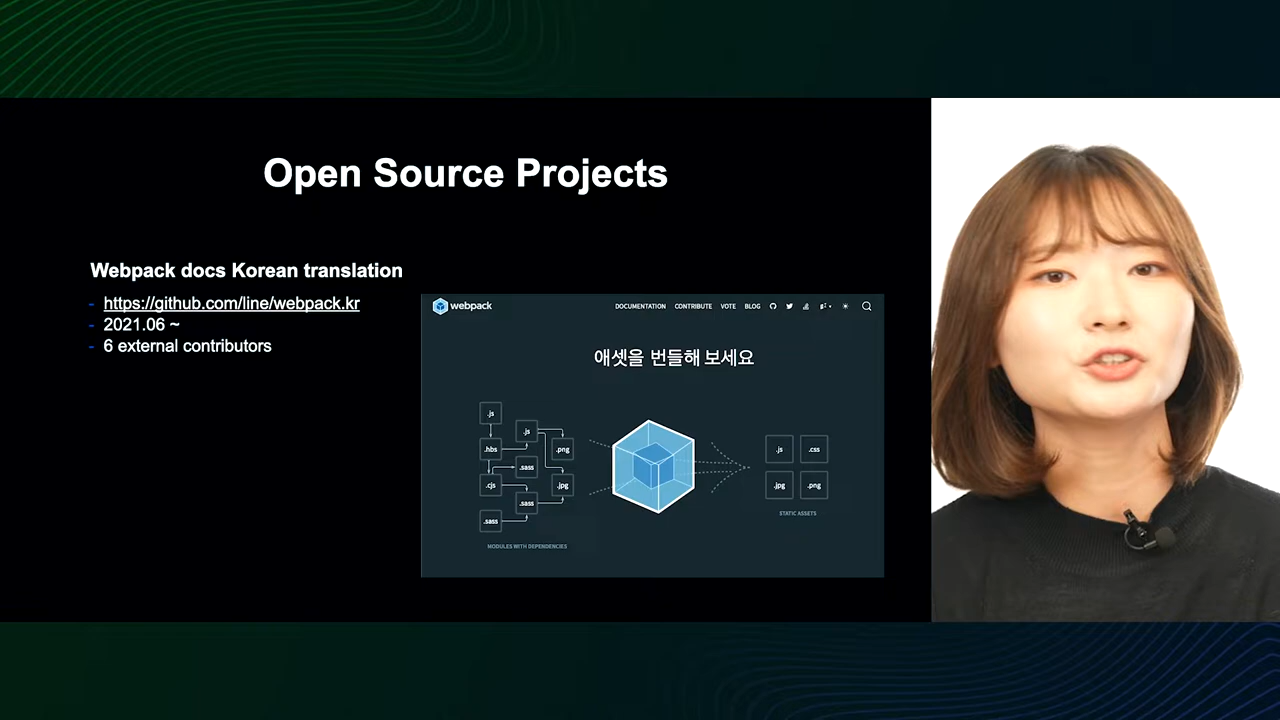 Open Source Projects
Webpack docs Korean translation
- https://github.com/line/webpack.kr
- 2021.06 ~
- 6 external contributors
webpack
DOCUMENTATION CONTRIBUTE VOTE BLOG
애셋을 번들해 보세요
.js
.js
.hbs
.png
.sass
.cjs
.jpg
.sass
.sass
MODULES WITH DEPENDENCIES
.js .css
.jpg .png
STATIC ASSETS